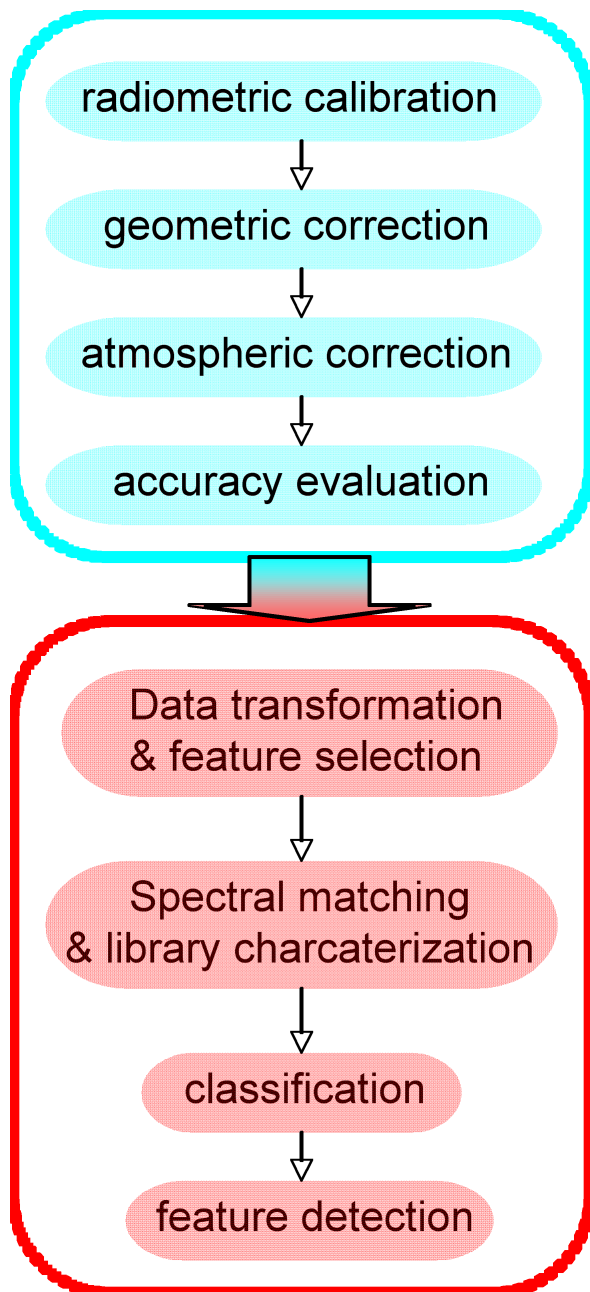 radiometric calibration
geometric correction
atmospheric correction
accuracy evaluation
Data transformation
& feature selection
Spectral matching
& library charcaterization
classification
feature detection